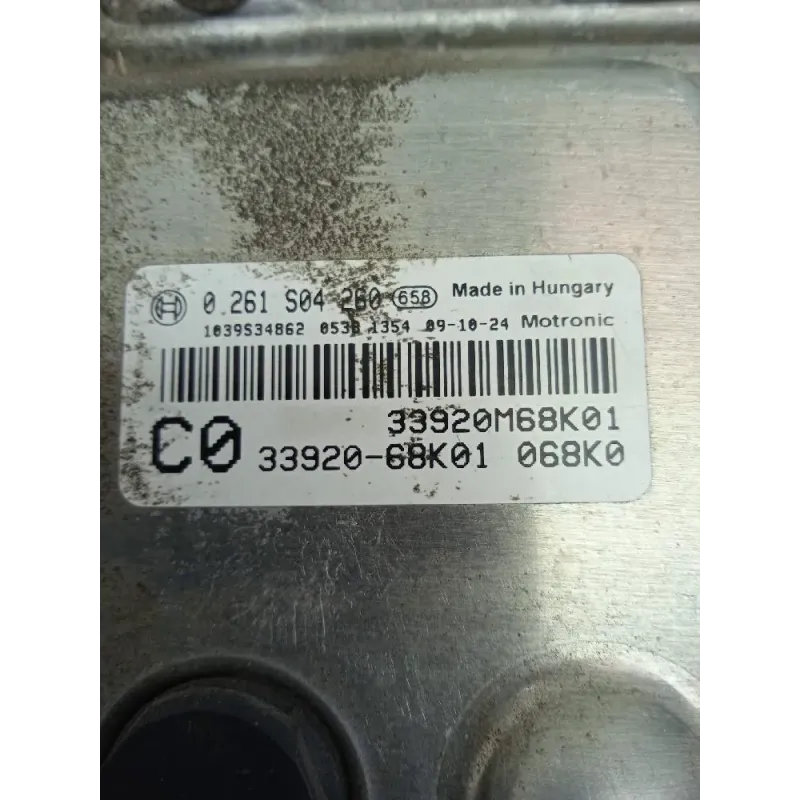 0 261 S04 260 658 Made in Hungary
1039S34862 0538 1354 09-10-24 Motronic
33920M68K01
C0 33920-68K01 068K0